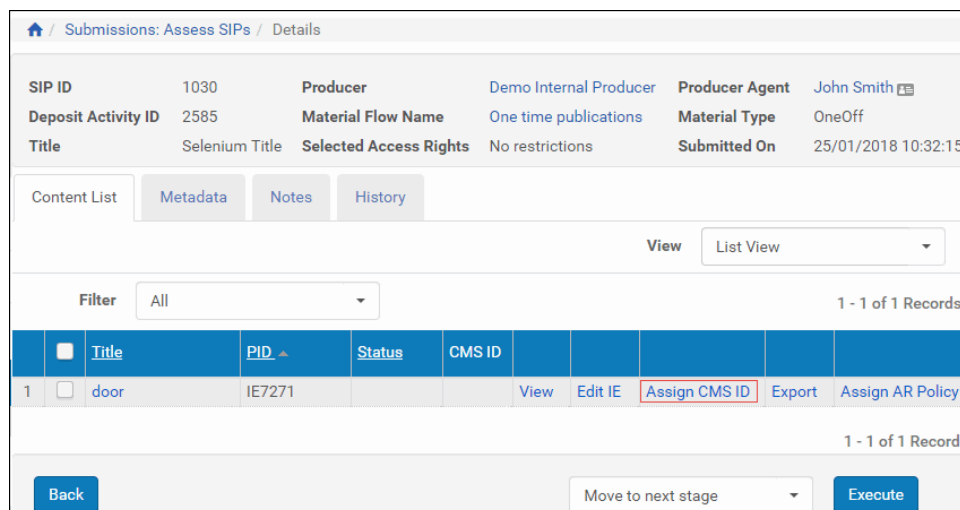 / Submissions: Assess SIPs / Details
SIP ID 1030 Producer Demo Internal Producer Producer Agent John Smith
Deposit Activity ID 2585 Material Flow Name One time publications Material Type OneOff
Title Selenium Title Selected Access Rights No restrictions Submitted On 25/01/2018 10:32:15
Content List Metadata Notes History
View List View
Filter All 1 - 1 of 1 Records
Title PID Status CMS ID
1 door IE7271 View Edit IE Assign CMS ID Export Assign AR Policy
1 - 1 of 1 Record
Back Move to next stage Execute